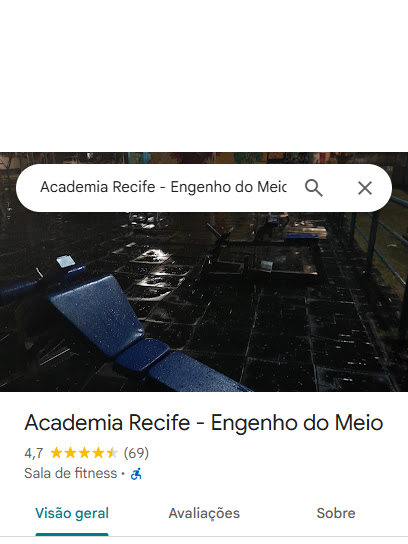 Academia Recife - Engenho do Meio
Academia Recife - Engenho do Meio
4,7 (69)
Sala de fitness ·
Visão geral
Avaliações
Sobre